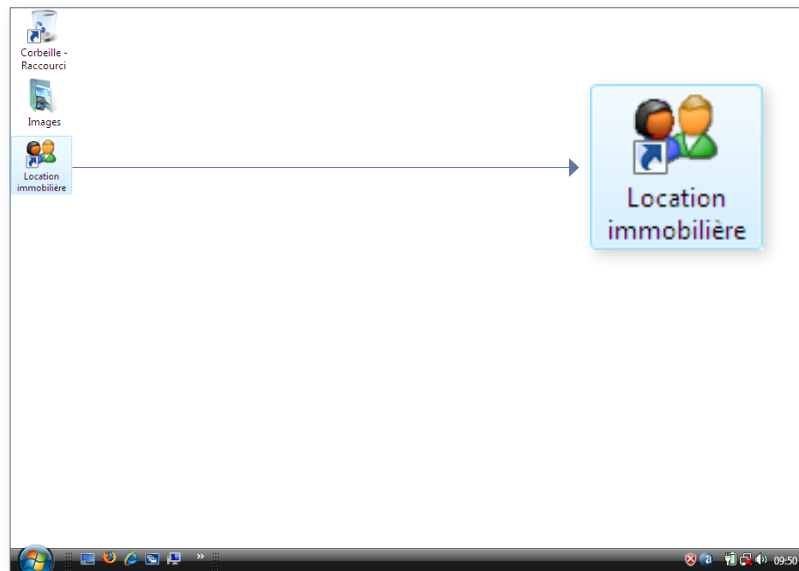 Corbeille -
Raccourci
Images
Location
immobilière
Location
immobilière
»
09:50